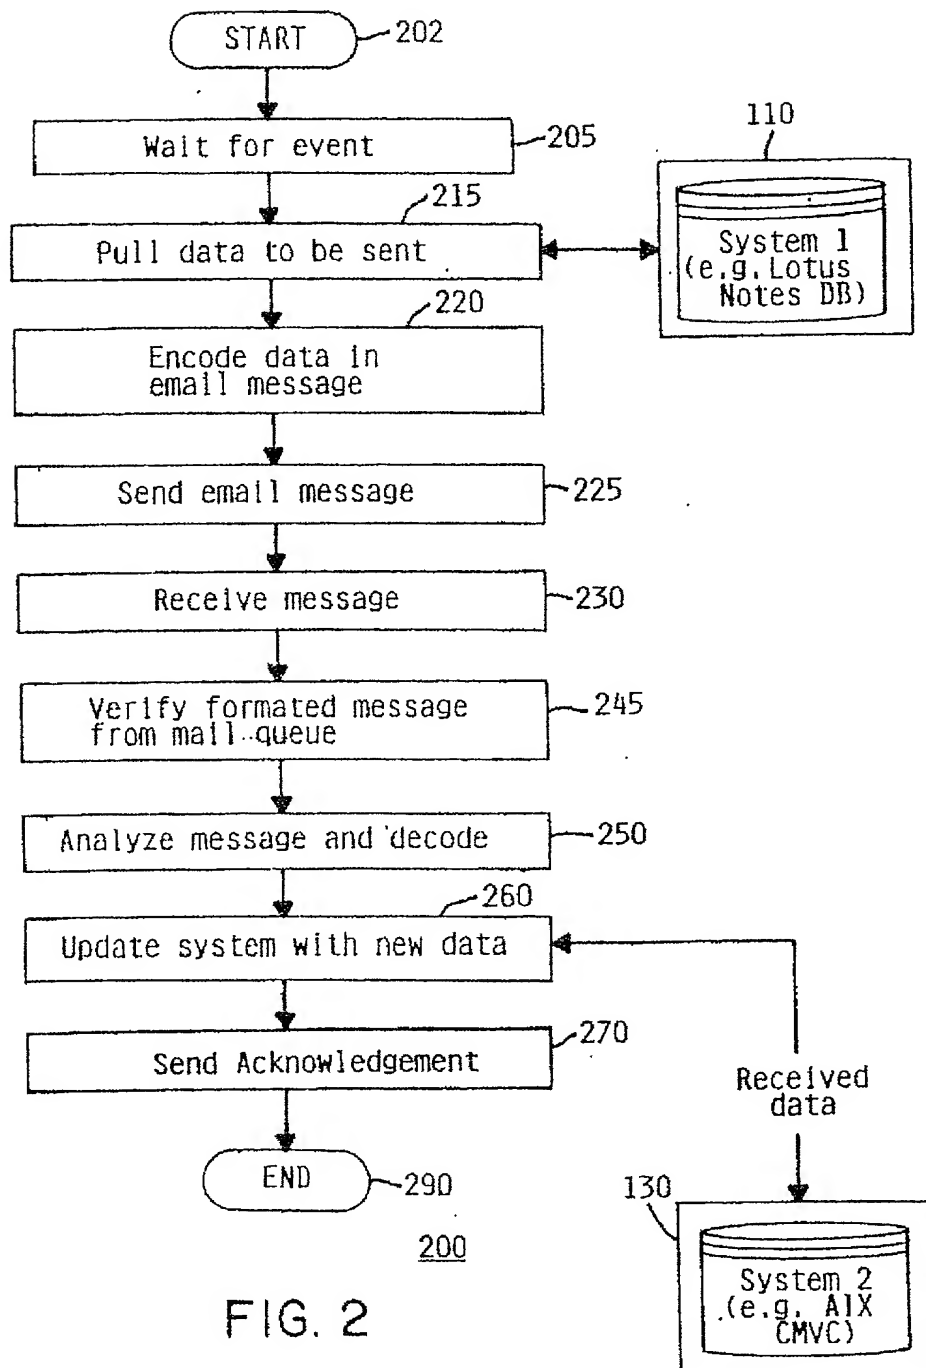 START
202
Wait for event
205
110
215
Pull data to be sent
System 1
(e.g. Lotus
Notes DB)
220
Encode data in
email message
Send email message
225
Receive message
230
Verify formated message
from mail queue
245
Analyze message and decode
250
260
Update system with new data
270
Send Acknowledgement
Received
data
END
290
130
200
System 2
(e.g. AIX
CMVC)
FIG. 2